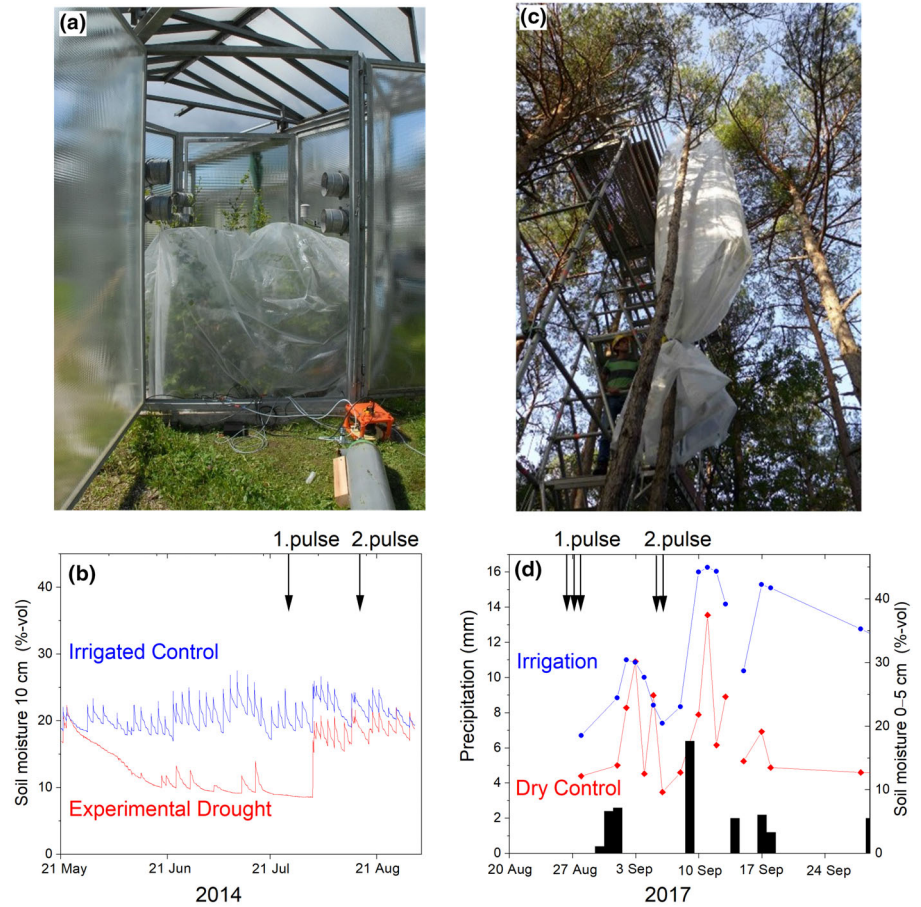 (a)
(c)
1.pulse 2.pulse
(b)
Irrigated Control
Experimental Drought
Soil moisture 10 cm (%-vol)
40
30
20
10
0
21 May 21 Jun 21 Jul 21 Aug
2014
1.pulse 2.pulse
(d)
Irrigation
Dry Control
Precipitation (mm)
16
14
12
10
8
6
4
2
0
Soil moisture 0–5 cm (%-vol)
40
30
20
10
0
20 Aug 27 Aug 3 Sep 10 Sep 17 Sep 24 Sep
2017